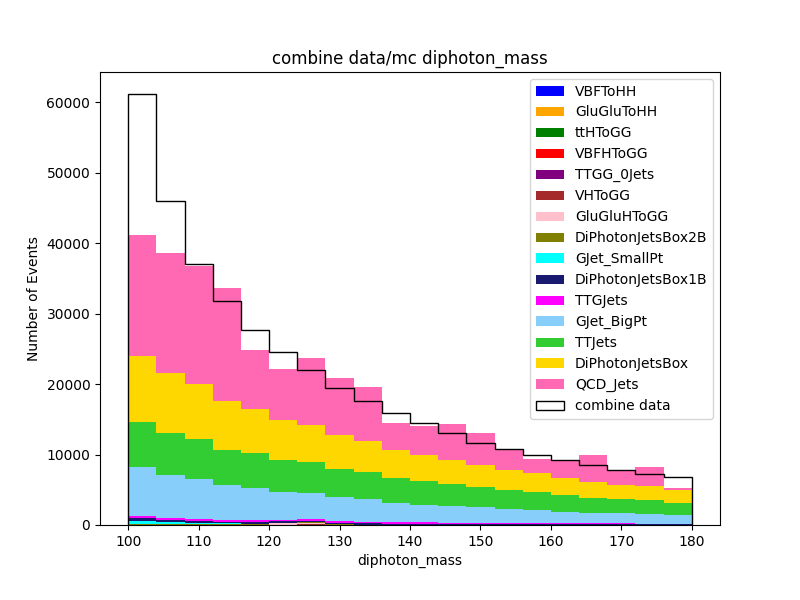 combine data/mc diphoton_mass
60000
50000
40000
30000
20000
10000
0
Number of Events
VBFToHH
GluGluToHH
ttHToGG
VBFHToGG
TTGG_0Jets
VHToGG
GluGluHToGG
DiPhotonJetsBox2B
GJet_SmallPt
DiPhotonJetsBox1B
TTGJets
GJet_BigPt
TTJets
DiPhotonJetsBox
QCD_Jets
combine data
100 110 120 130 140 150 160 170 180
diphoton_mass